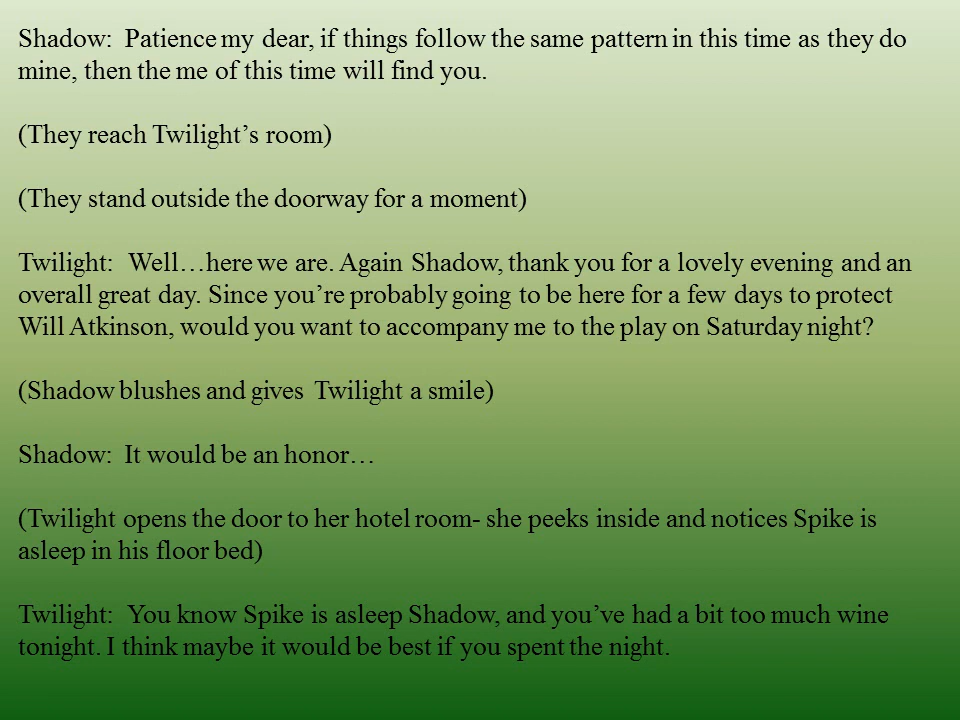 Shadow:  Patience my dear, if things follow the same pattern in this time as they do
mine, then the me of this time will find you.
(They reach Twilight’s room)
(They stand outside the doorway for a moment)
Twilight:  Well…here we are. Again Shadow, thank you for a lovely evening and an
overall great day. Since you’re probably going to be here for a few days to protect
Will Atkinson, would you want to accompany me to the play on Saturday night?
(Shadow blushes and gives  Twilight a smile)
Shadow:  It would be an honor…
(Twilight opens the door to her hotel room- she peeks inside and notices Spike is
asleep in his floor bed)
Twilight:  You know Spike is asleep Shadow, and you’ve had a bit too much wine
tonight. I think maybe it would be best if you spent the night.